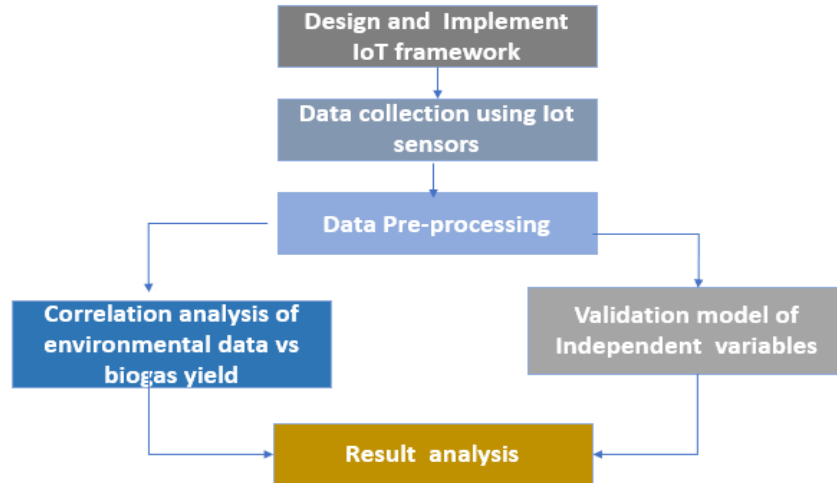 Design and Implement
IoT framework
Data collection using Iot
sensors
Data Pre-processing
Correlation analysis of
environmental data vs
biogas yield
Validation model of
Independent variables
Result analysis